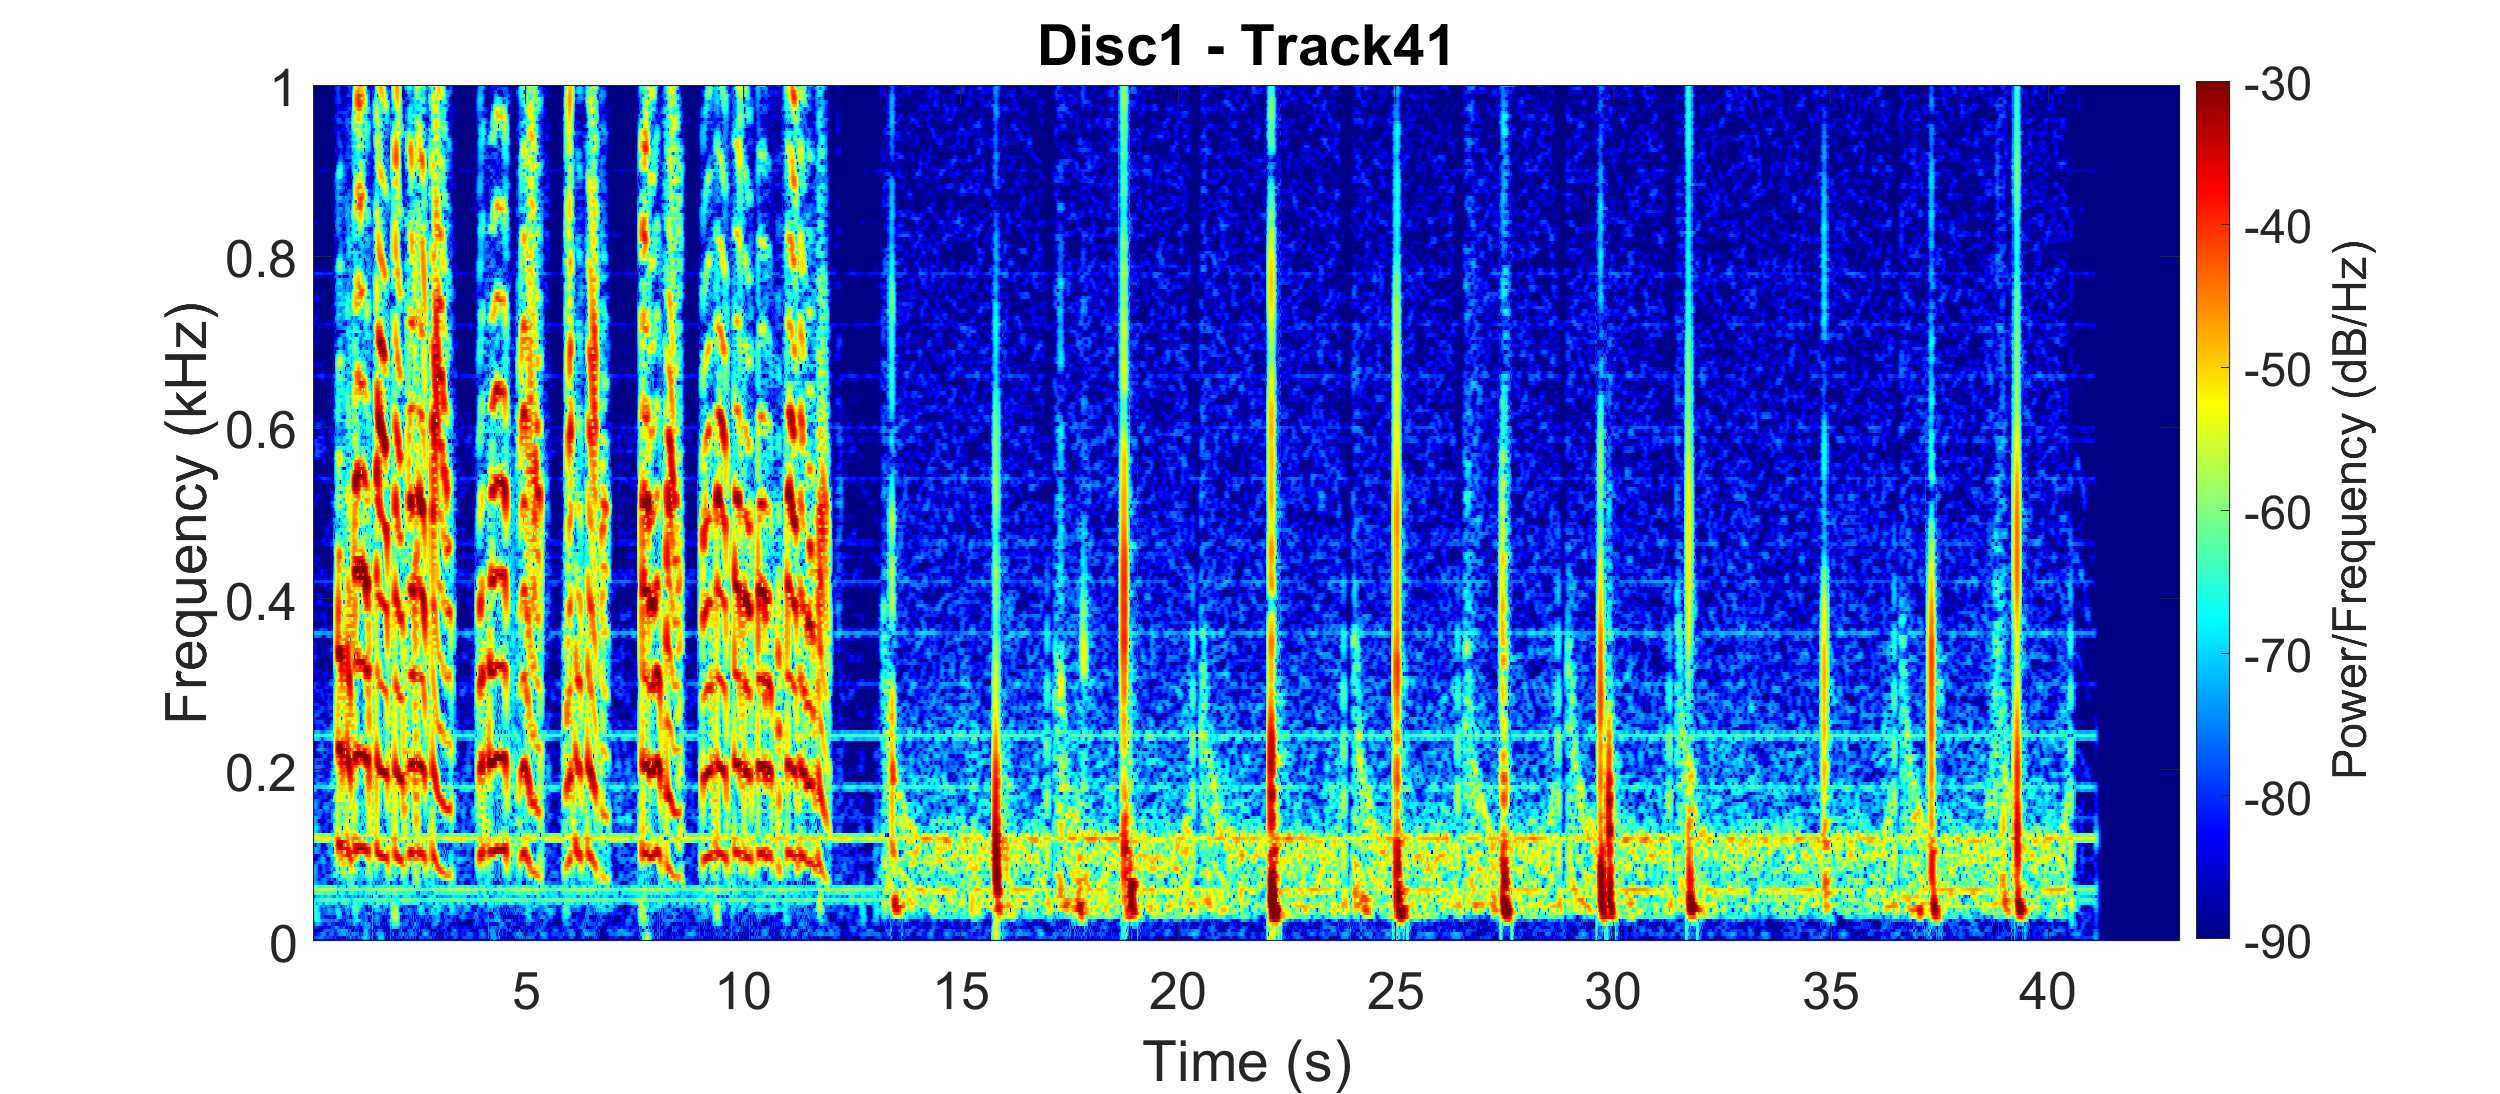 Disc1 - Track41
Frequency (kHz)
1
0.8
0.6
0.4
0.2
0
5 10 15 20 25 30 35 40
Time (s)
-30
-40
-50
-60
-70
-80
-90
Power/Frequency (dB/Hz)